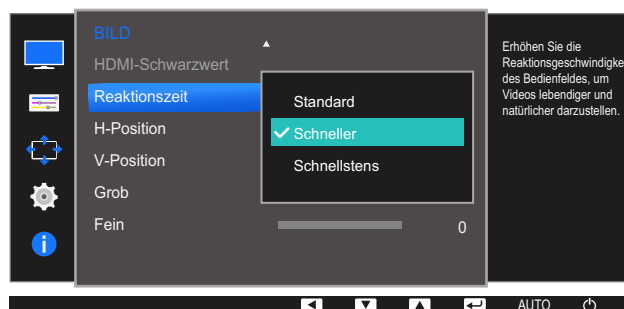 BILD
HDMI-Schwarzwert
Reaktionszeit
H-Position
V-Position
Grob
Fein
Standard
Schneller
Schnellstens
0
Erhöhen Sie die
Reaktionsgeschwindigke
des Bedienfeldes, um
Videos lebendiger und
natürlicher darzustellen.
AUTO